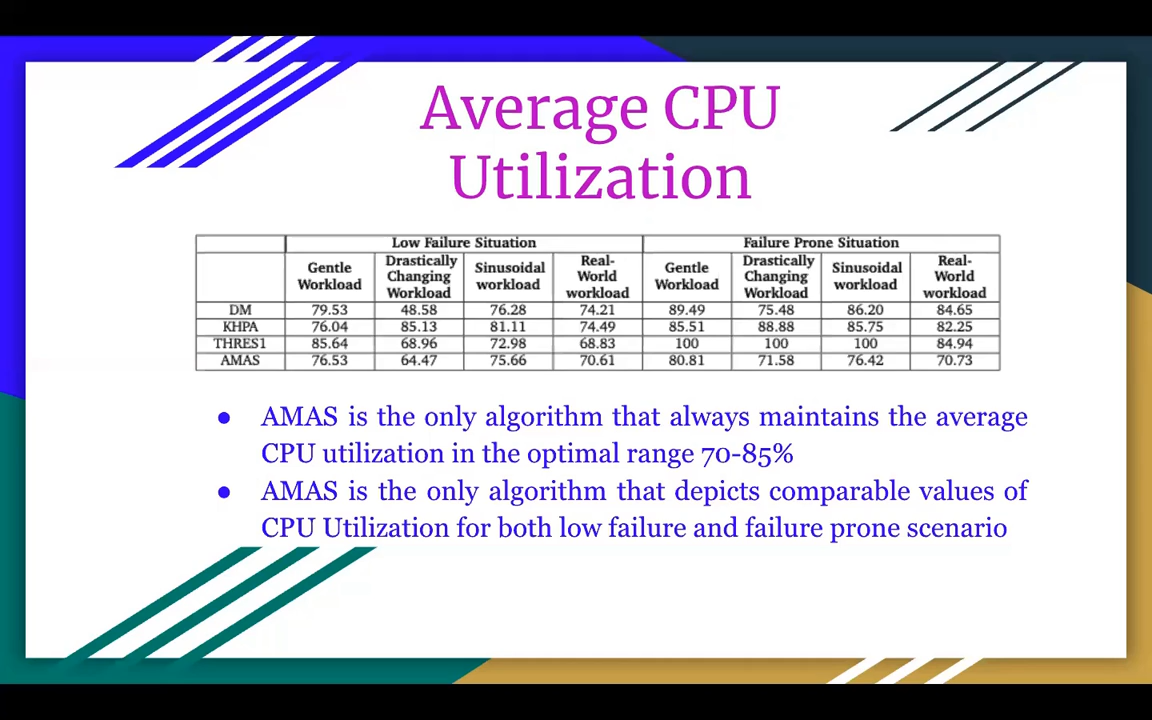 Average CPU
Utilization
Low Failure Situation Failure Prone Situation
Gentle Workload Drastically Changing Workload Sinusoidal workload Real-World workload Gentle Workload Drastically Changing Workload Sinusoidal workload Real-World workload
DM 79.53 48.58 76.28 74.21 89.49 75.48 86.20 84.65
KHPA 76.04 85.13 81.11 74.49 85.51 88.88 85.75 82.25
THRES1 85.64 68.96 72.98 68.83 100 100 100 84.94
AMAS 76.53 64.47 75.66 70.61 80.81 71.58 76.42 70.73
● AMAS is the only algorithm that always maintains the average
CPU utilization in the optimal range 70-85%
● AMAS is the only algorithm that depicts comparable values of
CPU Utilization for both low failure and failure prone scenario